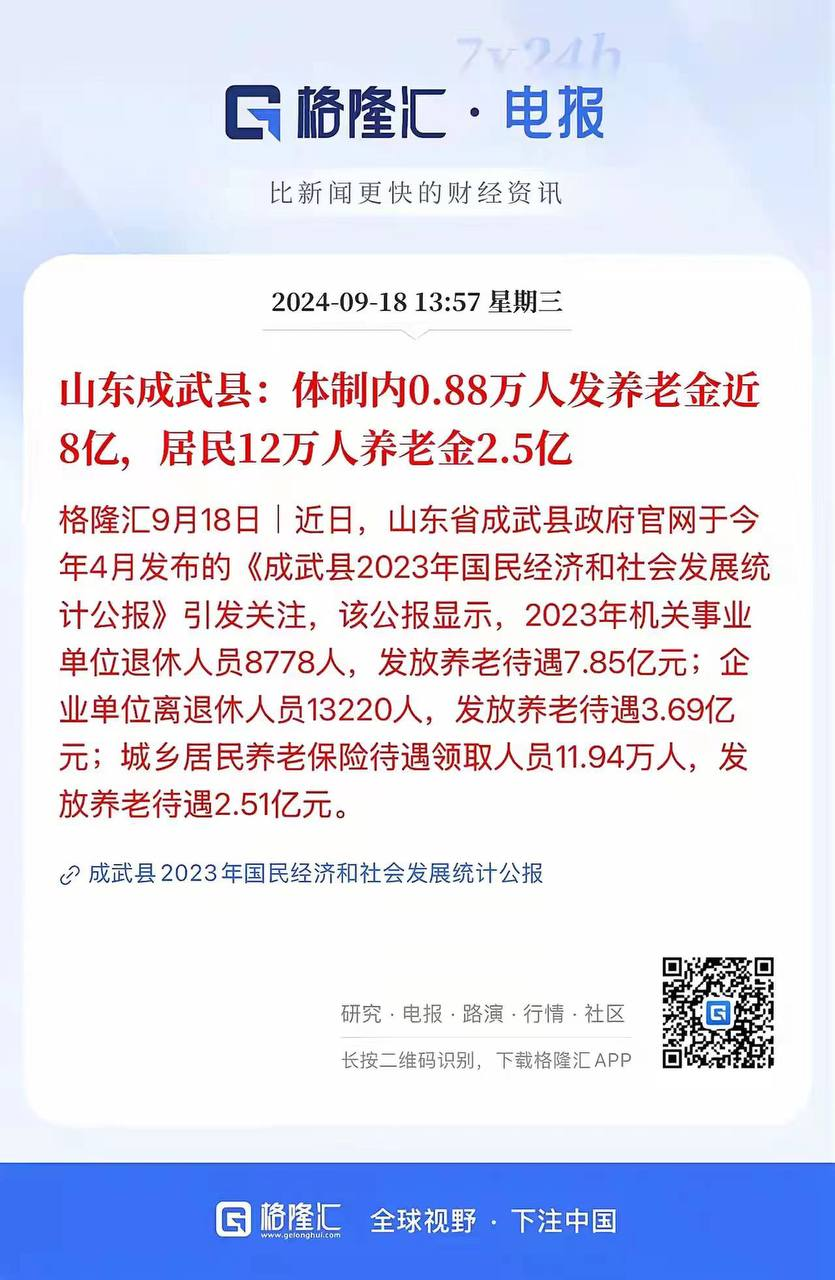 7x24h
格隆汇·电报
比新闻更快的财经资讯
2024-09-18 13:57 星期三
山东成武县：体制内0.88万人发养老金近
8亿，居民12万人养老金2.5亿
格隆汇9月18日｜近日，山东省成武县政府官网于今
年4月发布的《成武县2023年国民经济和社会发展统
计公报》引发关注，该公报显示，2023年机关事业
单位退休人员8778人，发放养老待遇7.85亿元；企
业单位离退休人员13220人，发放养老待遇3.69亿
元；城乡居民养老保险待遇领取人员11.94万人，发
放养老待遇2.51亿元。
成武县2023年国民经济和社会发展统计公报
研究·电报·路演·行情·社区
长按二维码识别，下载格隆汇APP
格隆汇 全球视野·下注中国
www.gelonghui.com